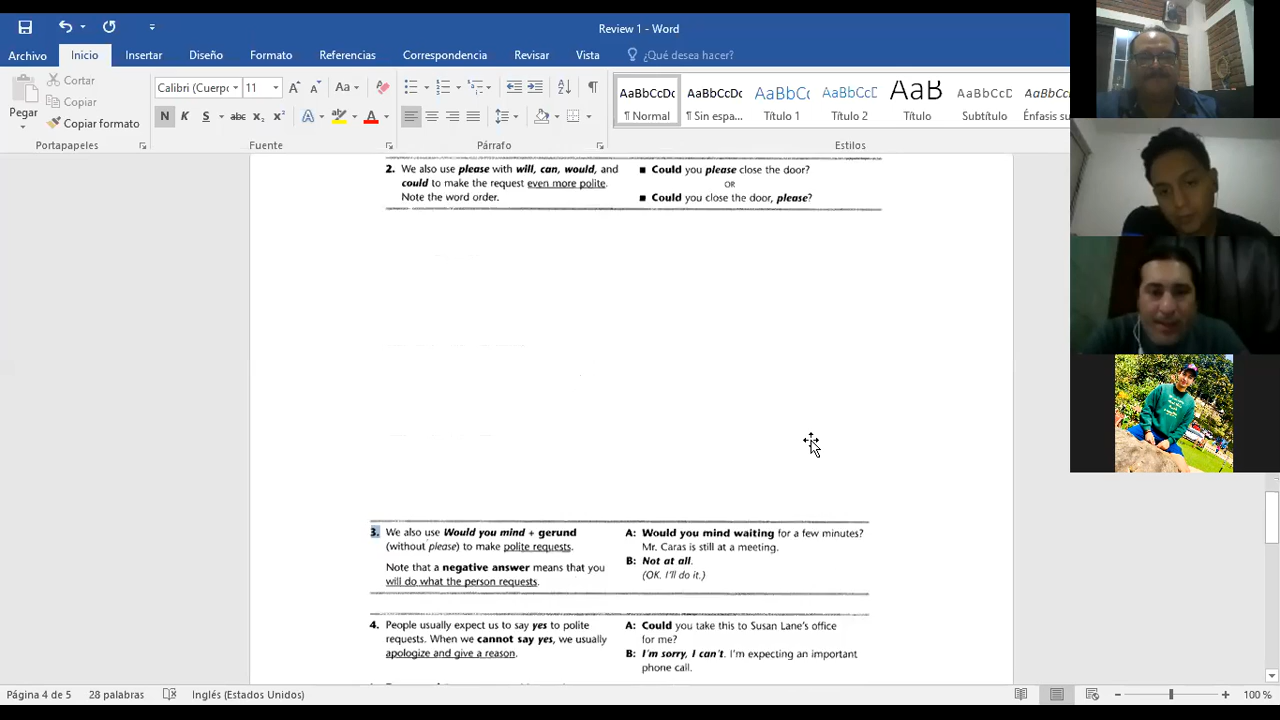 Review 1 - Word
Archivo Inicio Insertar Diseño Formato Referencias Correspondencia Revisar Vista ¿Qué desea hacer?
Pegar
Cortar
Copiar
Copiar formato
Portapapeles
Calibri (Cuerpo 11 Aa
N K S abc x₂ x² A A
Fuente
Párrafo
AaBbCcDc AaBbCcDc AaBbCc AaBbCcD AaB AaBbCcD AaBbCcDc
¶ Normal ¶ Sin espa... Título 1 Título 2 Título Subtítulo Énfasis su
Estilos
2. We also use please with will, can, would, and
could to make the request even more polite.
Note the word order.
■ Could you please close the door?
OR
■ Could you close the door, please?
3. We also use Would you mind + gerund
(without please) to make polite requests.
Note that a negative answer means that you
will do what the person requests.
A: Would you mind waiting for a few minutes?
Mr. Caras is still at a meeting.
B: Not at all.
(OK. I'll do it.)
4. People usually expect us to say yes to polite
requests. When we cannot say yes, we usually
apologize and give a reason.
A: Could you take this to Susan Lane's office
for me?
B: I'm sorry, I can't. I'm expecting an important
phone call.
Página 4 de 5 28 palabras Inglés (Estados Unidos) 100 %